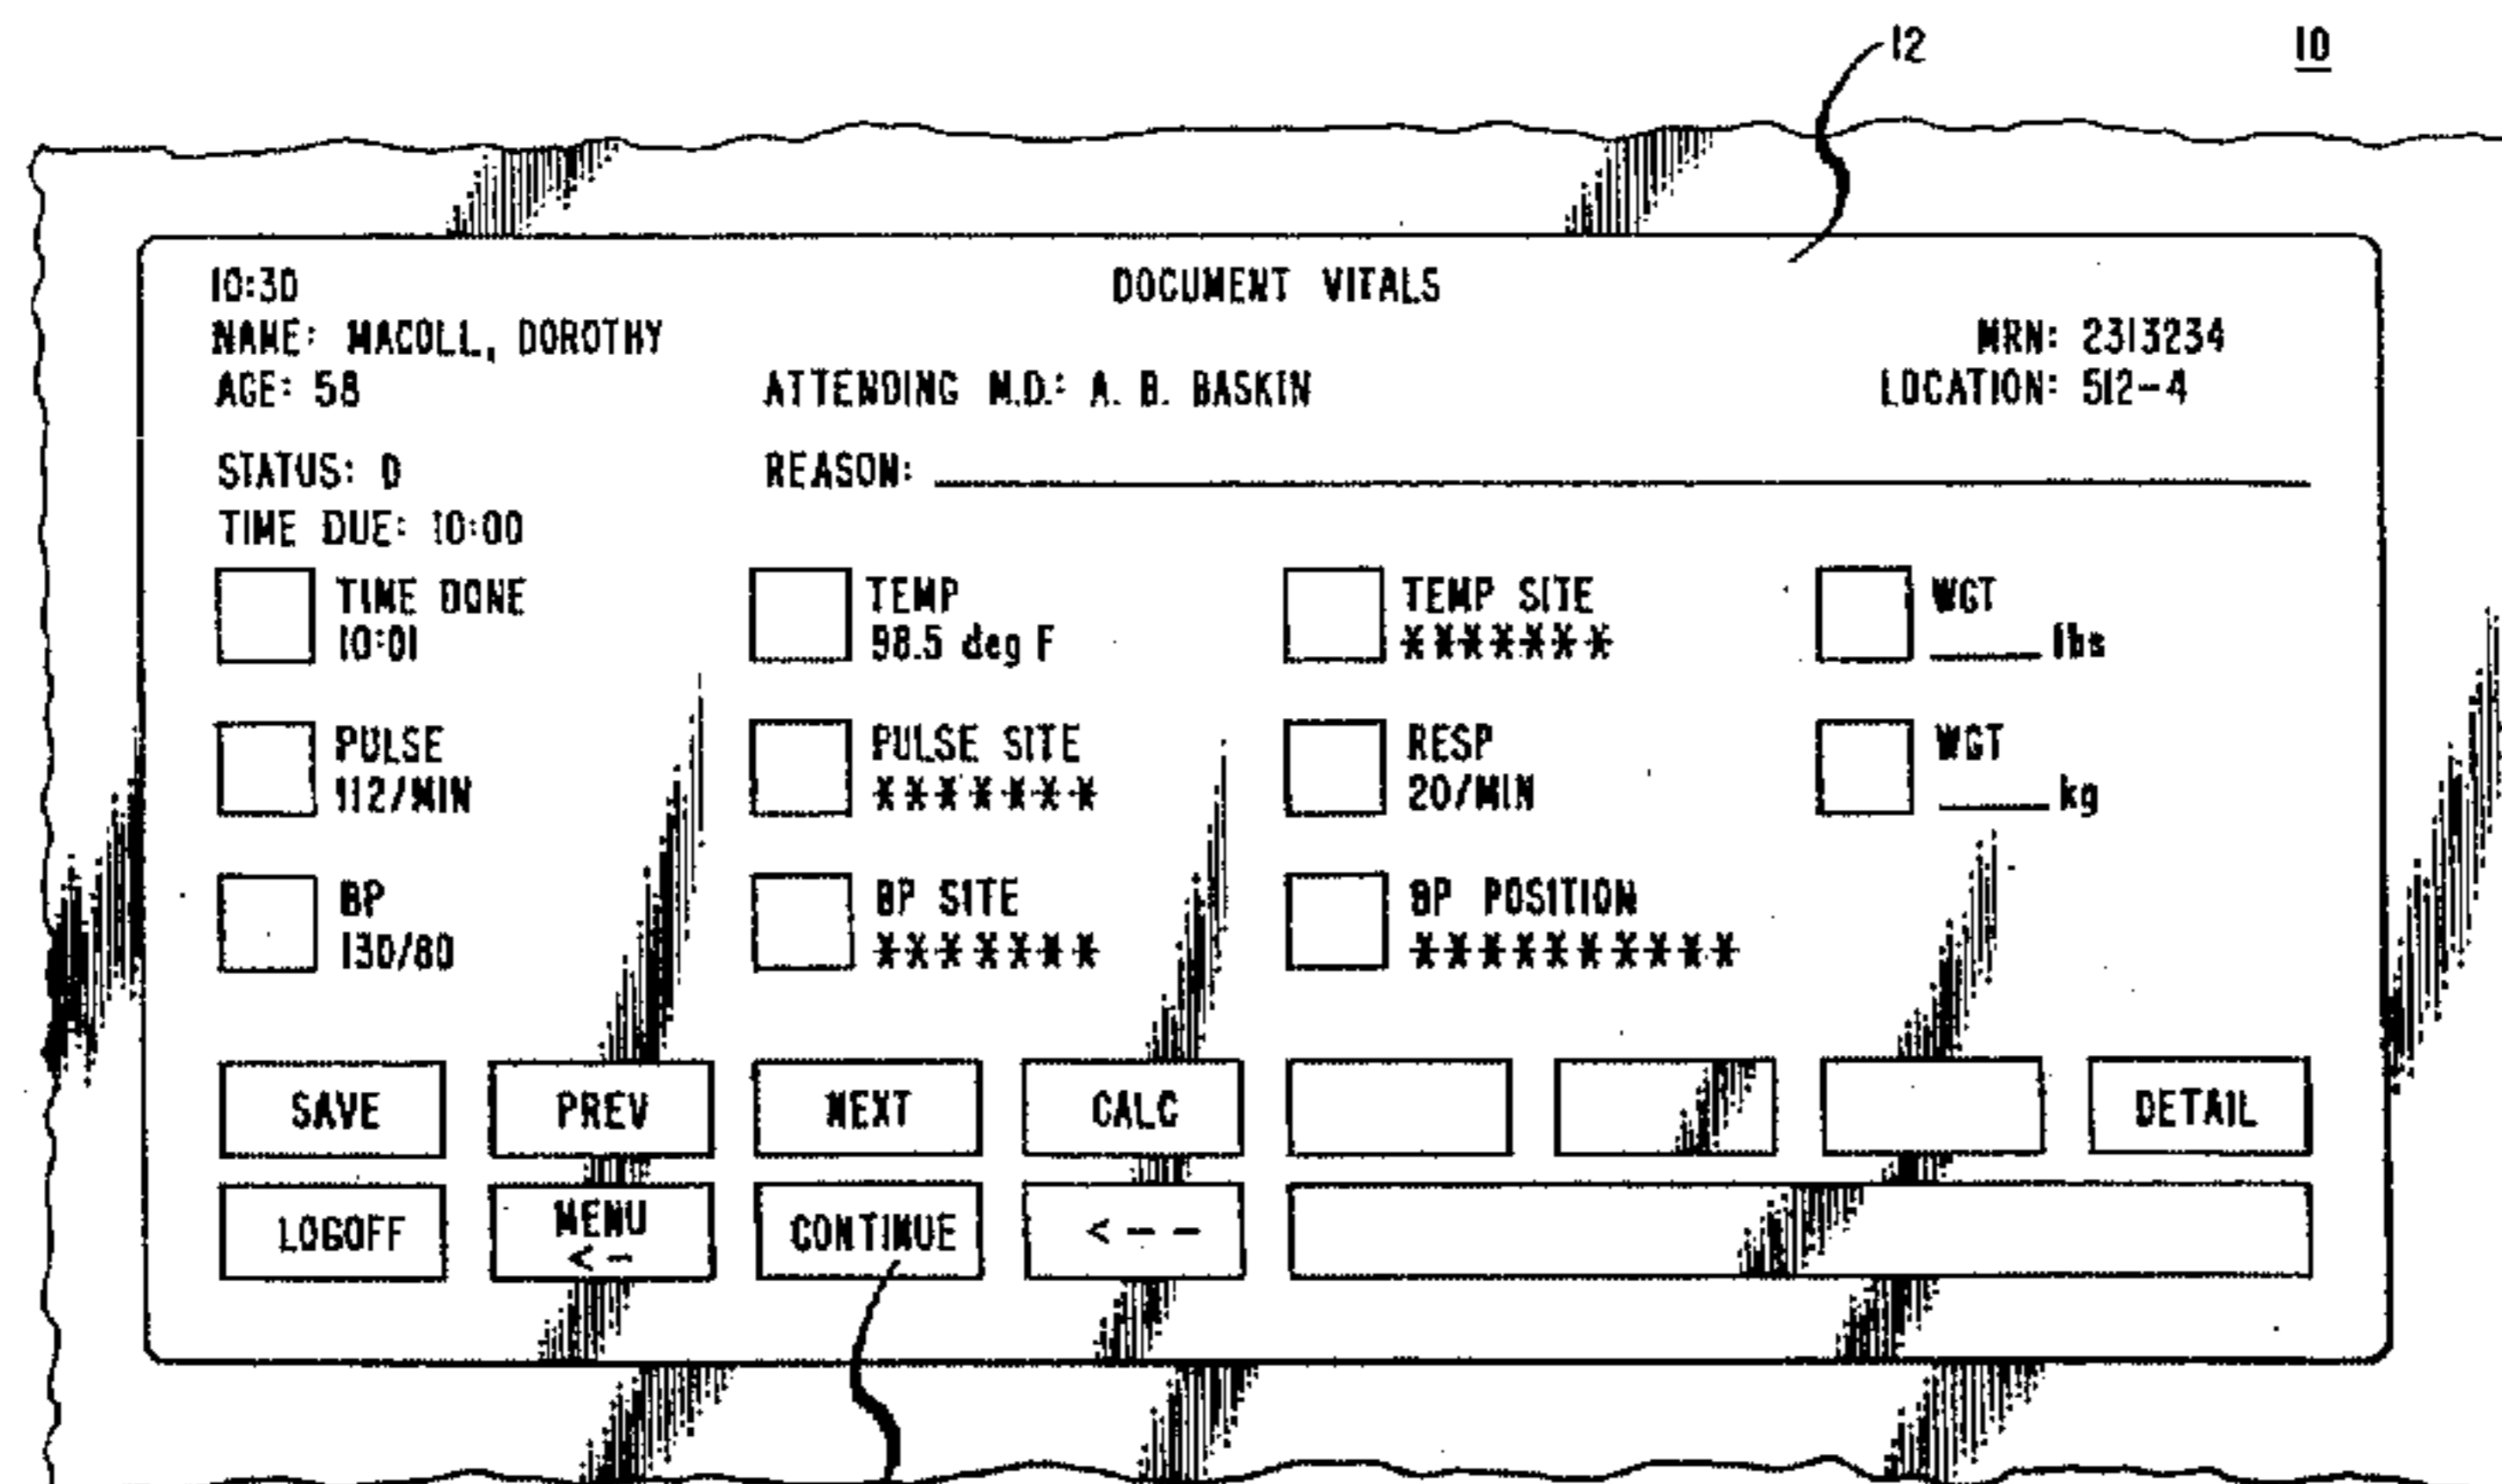 12
10
10:30 DOCUMENT VITALS
NAME: MACOLL, DOROTHY MRN: 2313234
AGE: 58 ATTENDING M.D.: A. B. BASKIN LOCATION: 512-4
STATUS: D REASON: 
TIME DUE: 10:00
TIME DONE TEMP TEMP SITE WGT
10:01 98.5 deg F ******* lbs
PULSE PULSE SITE RESP WGT
112/MIN ******* 20/MIN kg
BP BP SITE BP POSITION
130/80 ******* **********
SAVE PREV NEXT CALC DETAIL
LOGOFF MENU CONTINUE <--
<-